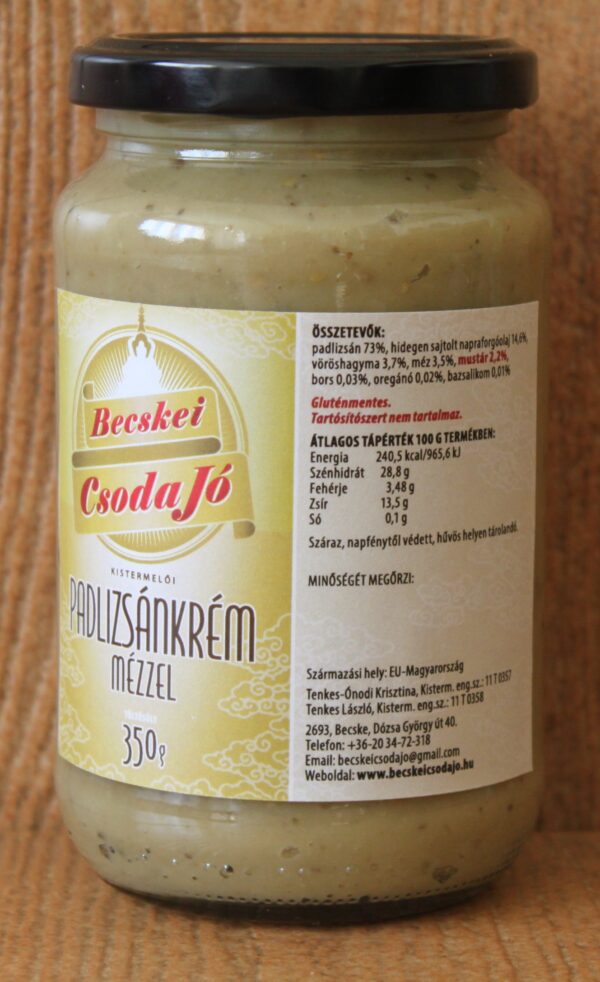 Becskei
CsodaJó
KISTERMELŐI
PADLIZSÁNKRÉM
MÉZZEL
350g
ÖSSZETEVŐK:
padlizsán 73%, hidegen sajtolt napraforgóolaj 14,6%,
vöröshagyma 3,7%, méz 3,5%, mustár 2,2%,
bors 0,03%, oregánó 0,02%, bazsalikom 0,01%
Gluténmentes.
Tartósítószert nem tartalmaz.
ÁTLAGOS TÁPÉRTÉK 100 G TERMÉKBEN:
Energia 240,5 kcal/965,6 kJ
Szénhidrát 28,8 g
Fehérje 3,48 g
Zsír 13,5 g
Só 0,1 g
Száraz, napfénytől védett, hűvös helyen tárolandó.
MINŐSÉGÉT MEGŐRZI:
Származási hely: EU-Magyarország
Tenkes-Ónodi Krisztina, Kisterm. eng.sz.: 11 T 0357
Tenkes László, Kisterm. eng.sz.: 11 T 0358
2693, Becske, Dózsa György út 40.
Telefon: +36-20 34-72-318
Email: becskeicsodajo@gmail.com
Weboldal: www.becskeicsodajo.hu